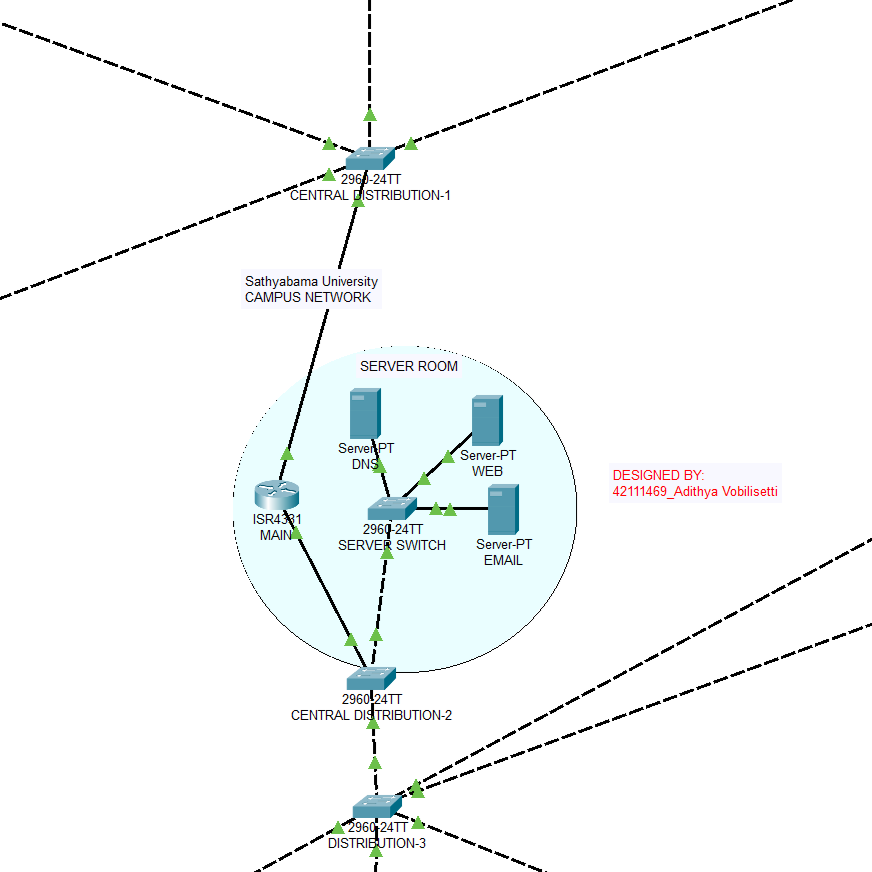 2960-24TT
CENTRAL DISTRIBUTION-1
Sathyabama University
CAMPUS NETWORK
SERVER ROOM
Server-PT
DNS
Server-PT
WEB
DESIGNED BY:
42111469_Adithya Vobilisetti
ISR4331
MAIN
2960-24TT
SERVER SWITCH
Server-PT
EMAIL
2960-24TT
CENTRAL DISTRIBUTION-2
2960-24TT
DISTRIBUTION-3